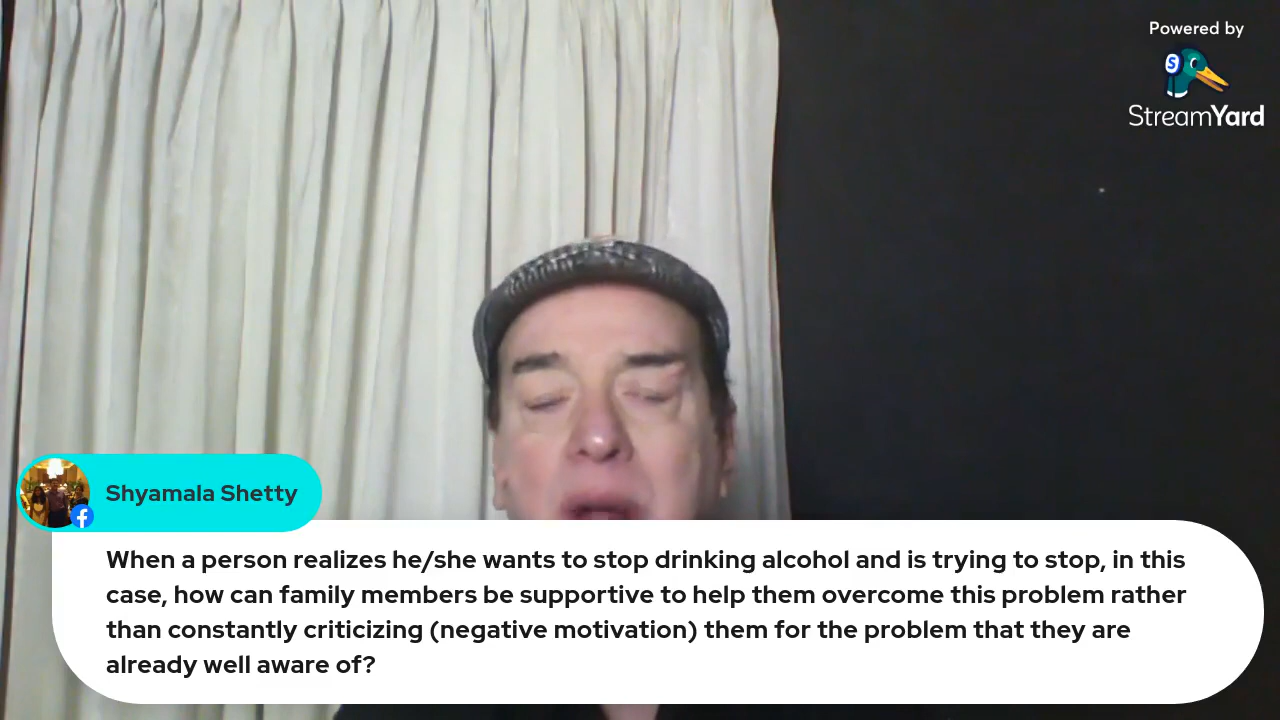 Powered by
S
StreamYard
Shyamala Shetty
When a person realizes he/she wants to stop drinking alcohol and is trying to stop, in this
case, how can family members be supportive to help them overcome this problem rather
than constantly criticizing (negative motivation) them for the problem that they are
already well aware of?